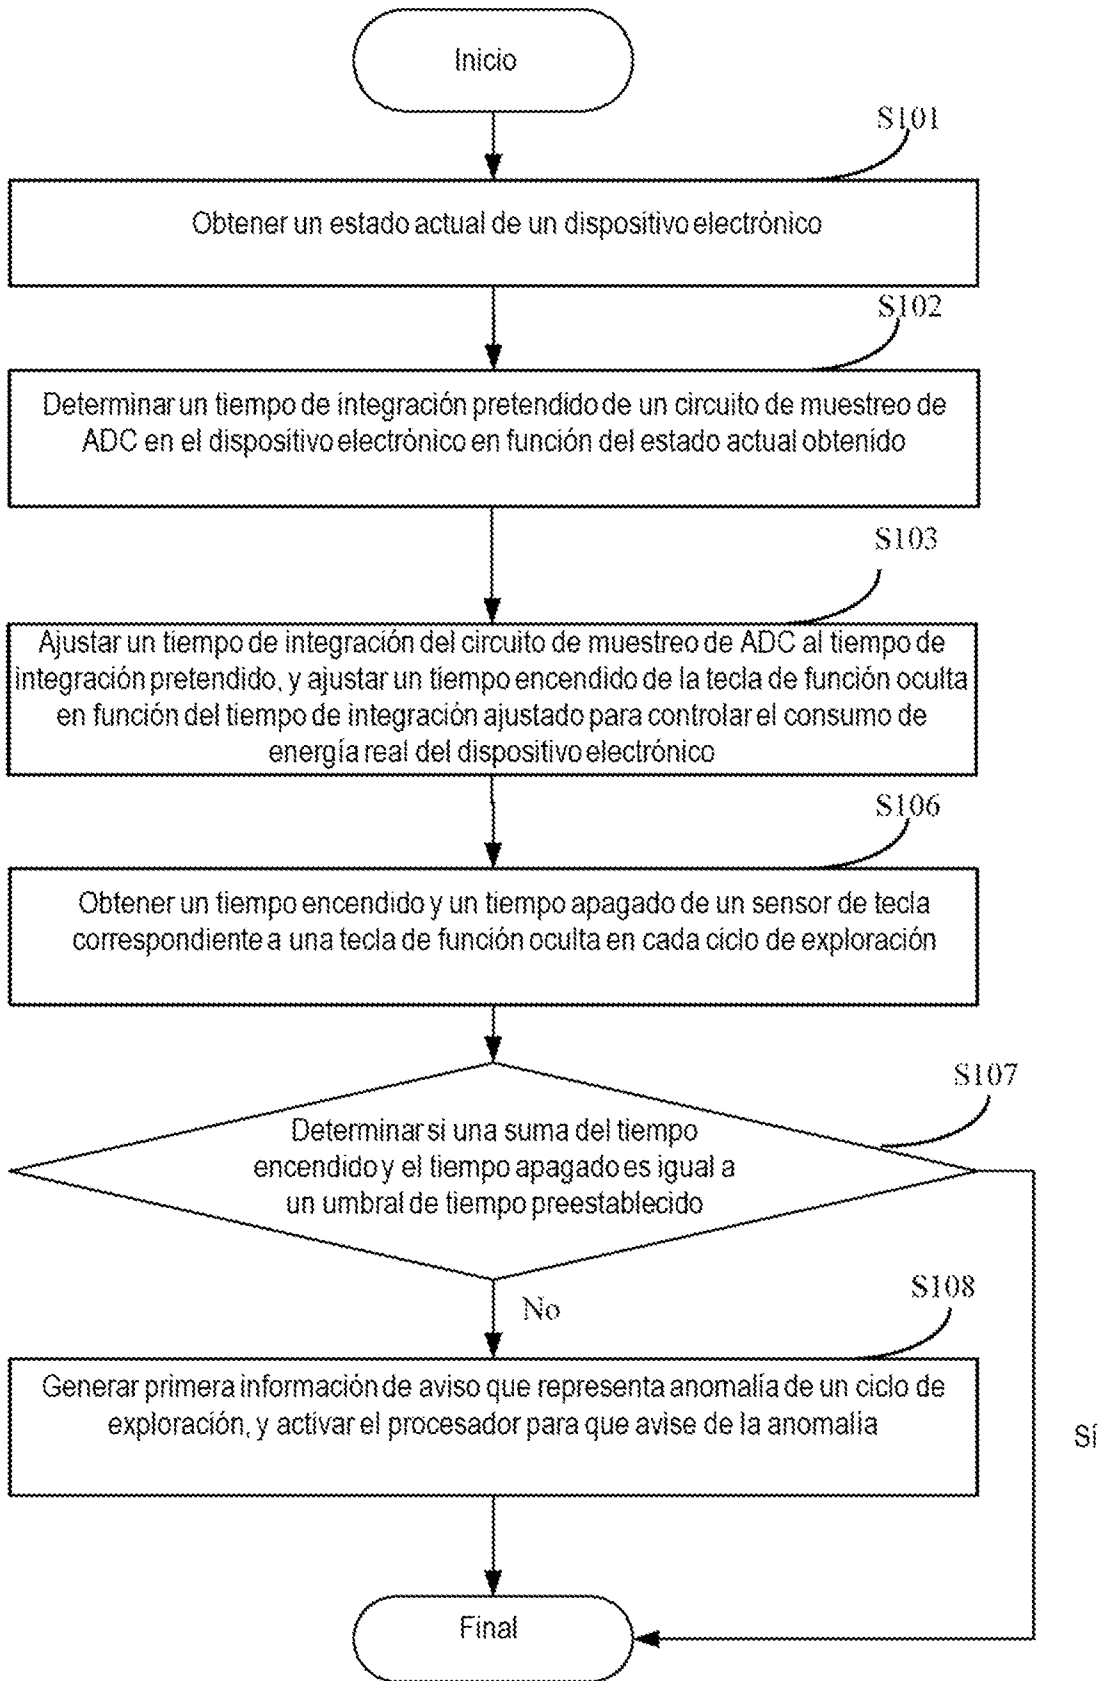 Inicio
S101
Obtener un estado actual de un dispositivo electrónico
S102
Determinar un tiempo de integración pretendido de un circuito de muestreo de
ADC en el dispositivo electrónico en función del estado actual obtenido
S103
Ajustar un tiempo de integración del circuito de muestreo de ADC al tiempo de
integración pretendido, y ajustar un tiempo encendido de la tecla de función oculta
en función del tiempo de integración ajustado para controlar el consumo de
energía real del dispositivo electrónico
S106
Obtener un tiempo encendido y un tiempo apagado de un sensor de tecla
correspondiente a una tecla de función oculta en cada ciclo de exploración
S107
Determinar si una suma del tiempo
encendido y el tiempo apagado es igual a
un umbral de tiempo preestablecido
No
S108
Generar primera información de aviso que representa anomalía de un ciclo de
exploración, y activar el procesador para que avise de la anomalía
Sí
Final